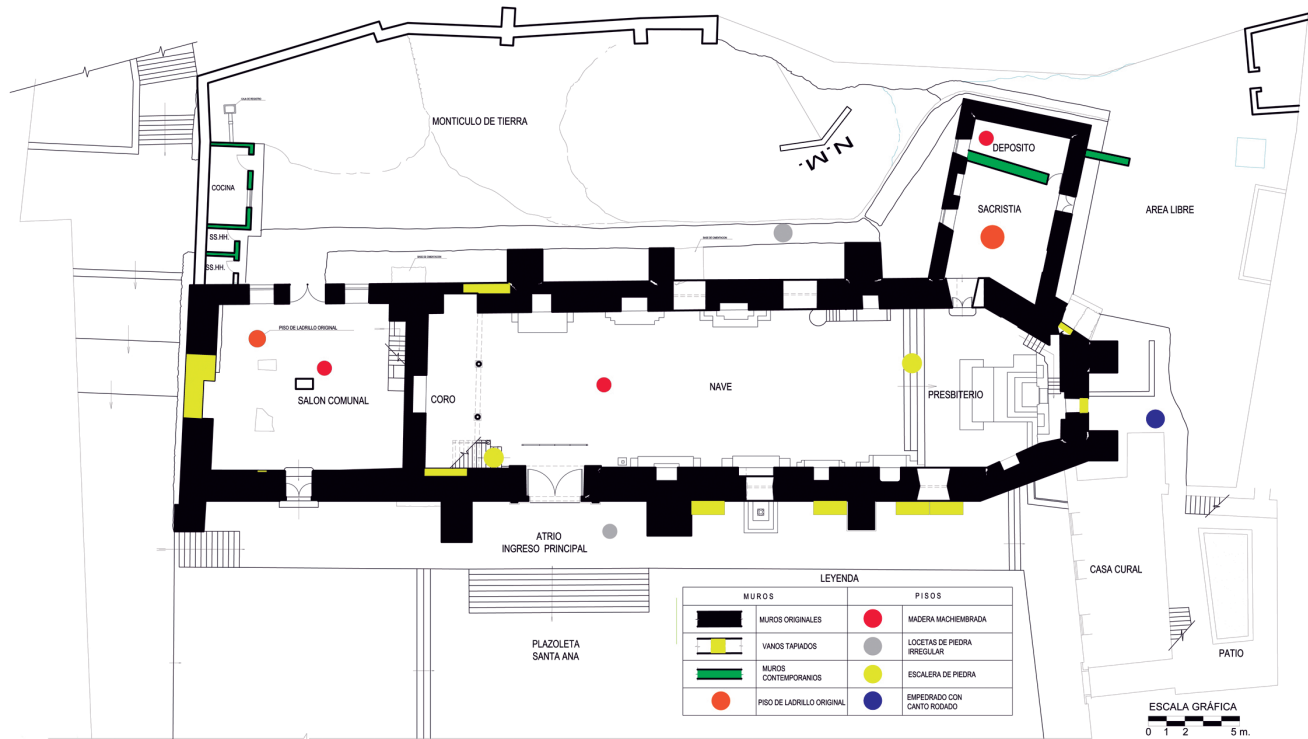 MONTICULO DE TIERRA
N.M.
DEPOSITO
COCINA
SACRISTIA
AREA LIBRE
SS.HH.
SS.HH.
PISO DE LADRILLO ORIGINAL
SALON COMUNAL
CORO
NAVE
PRESBITERIO
ATRIO
INGRESO PRINCIPAL
CASA CURAL
PLAZOLETA
SANTA ANA
PATIO
LEYENDA
MUROS
PISOS
MUROS ORIGINALES
MADERA MACHIEMBRADA
VANOS TAPIADOS
LOCETAS DE PIEDRA
IRREGULAR
MUROS
CONTEMPORANIOS
ESCALERA DE PIEDRA
PISO DE LADRILLO ORIGINAL
EMPEDRADO CON
CANTO RODADO
ESCALA GRÁFICA
0 1 2 5 m.